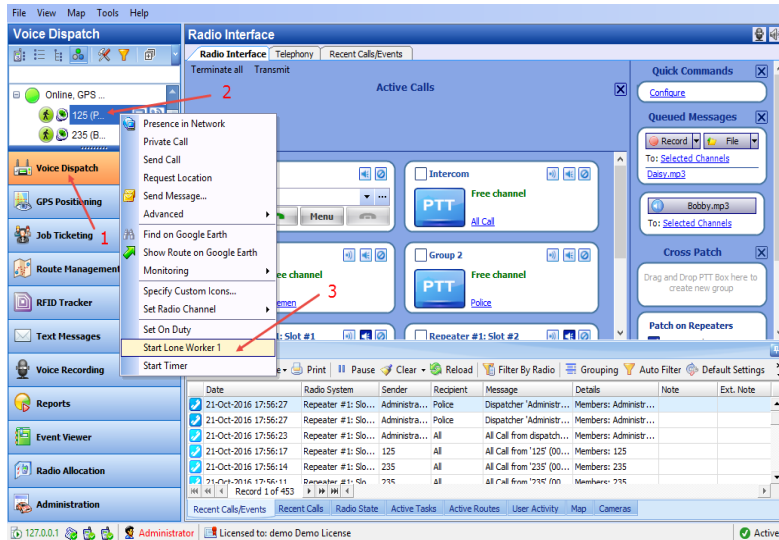 File View Map Tools Help
Voice Dispatch
Radio Interface
Radio Interface Telephony Recent Calls/Events
Terminate all Transmit
Active Calls
Quick Commands
Configure
Queued Messages
Record File
To: Selected Channels
Daisy.mp3
Bobby.mp3
To: Selected Channels
Cross Patch
Drag and Drop PTT Box here to
create new group
Patch on Repeaters
Online, GPS ...
125 (P...
235 (B...
2
1
3
Voice Dispatch
GPS Positioning
Job Ticketing
Route Management
RFID Tracker
Text Messages
Voice Recording
Reports
Event Viewer
Radio Allocation
Administration
Presence in Network
Private Call
Send Call
Request Location
Send Message...
Advanced
Find on Google Earth
Show Route on Google Earth
Monitoring
Specify Custom Icons...
Set Radio Channel
Set On Duty
Start Lone Worker 1
Start Timer
Menu
Intercom
PTT
Free channel
All Call
Group 2
PTT
Free channel
Police
ee channel
emen
1: Slot #1
Repeater #1: Slot #2
Print Pause Clear Reload Filter By Radio Grouping Auto Filter Default Settings
Date Radio System Sender Recipient Message Details Note Ext. Note
21-Oct-2016 17:56:27 Repeater #1: Slo... Administra... Police Dispatcher 'Administr... Members: Administr...
21-Oct-2016 17:56:27 Repeater #1: Slo... Administra... Police Dispatcher 'Administr... Members: Administr...
21-Oct-2016 17:56:23 Repeater #1: Slo... Administra... All All Call from dispatch... Members: Administr...
21-Oct-2016 17:56:17 Repeater #1: Slo... 125 All All Call from '125' (00... Members: 125
21-Oct-2016 17:56:14 Repeater #1: Slo... 235 All All Call from '235' (00... Members: 235
21-Oct-2016 17:56:11 Repeater #1: Slo... 235 All All Call from '235' (00... Members: 235
Record 1 of 453
Recent Calls/Events Recent Calls Radio State Active Tasks Active Routes User Activity Map Cameras
127.0.0.1 Administrator Licensed to: demo Demo License Active